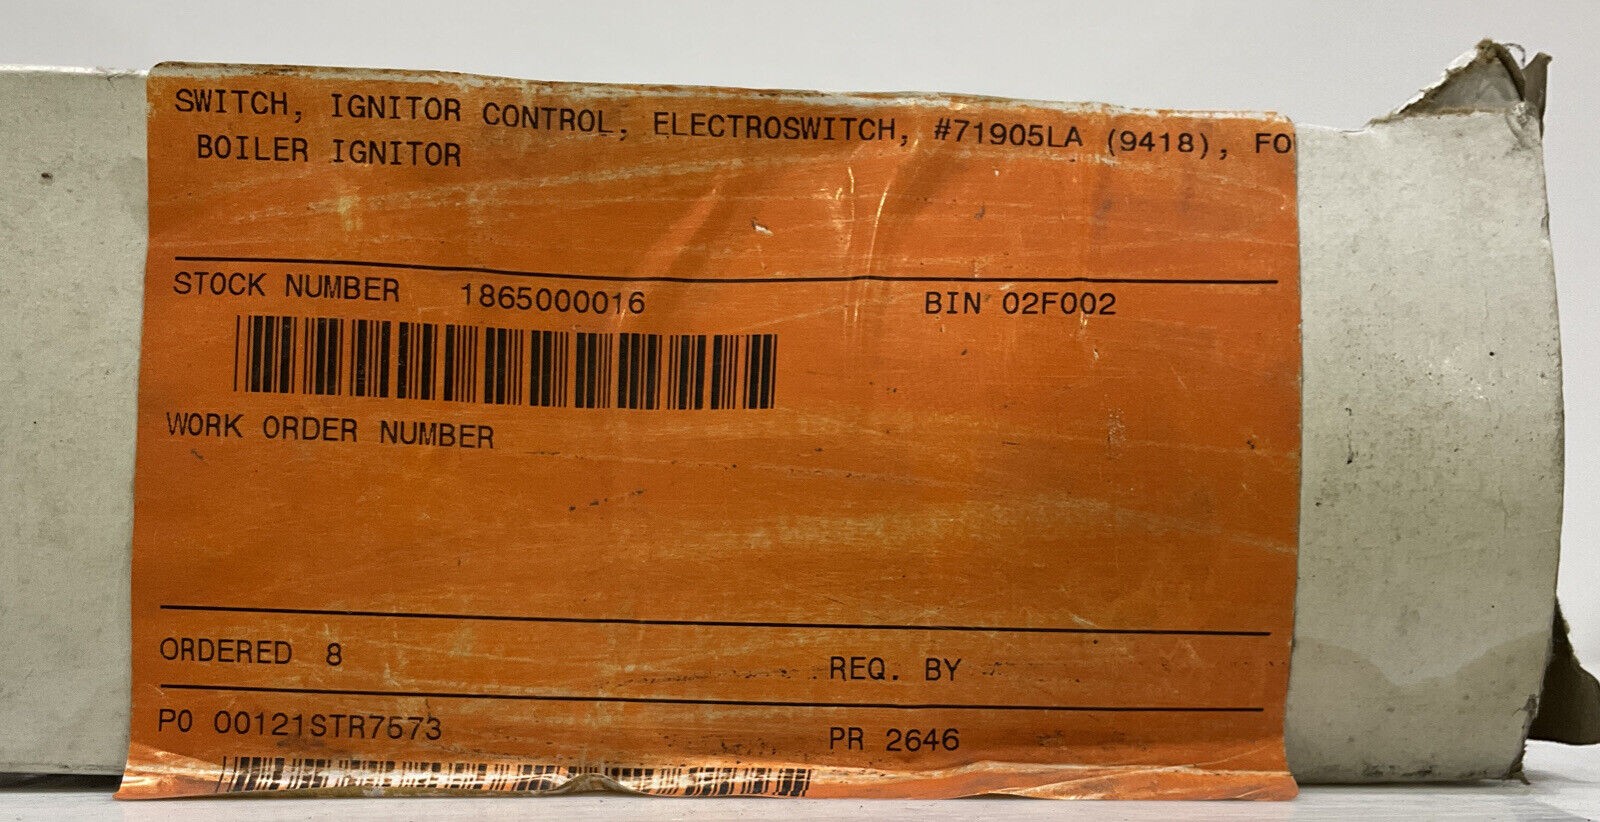 SWITCH, IGNITOR CONTROL, ELECTROSWITCH, #71905LA (9418), FO
BOILER IGNITOR
STOCK NUMBER 1865000016 BIN 02F002
WORK ORDER NUMBER
ORDERED 8 REQ. BY
PO 00121STR7573 PR 2646